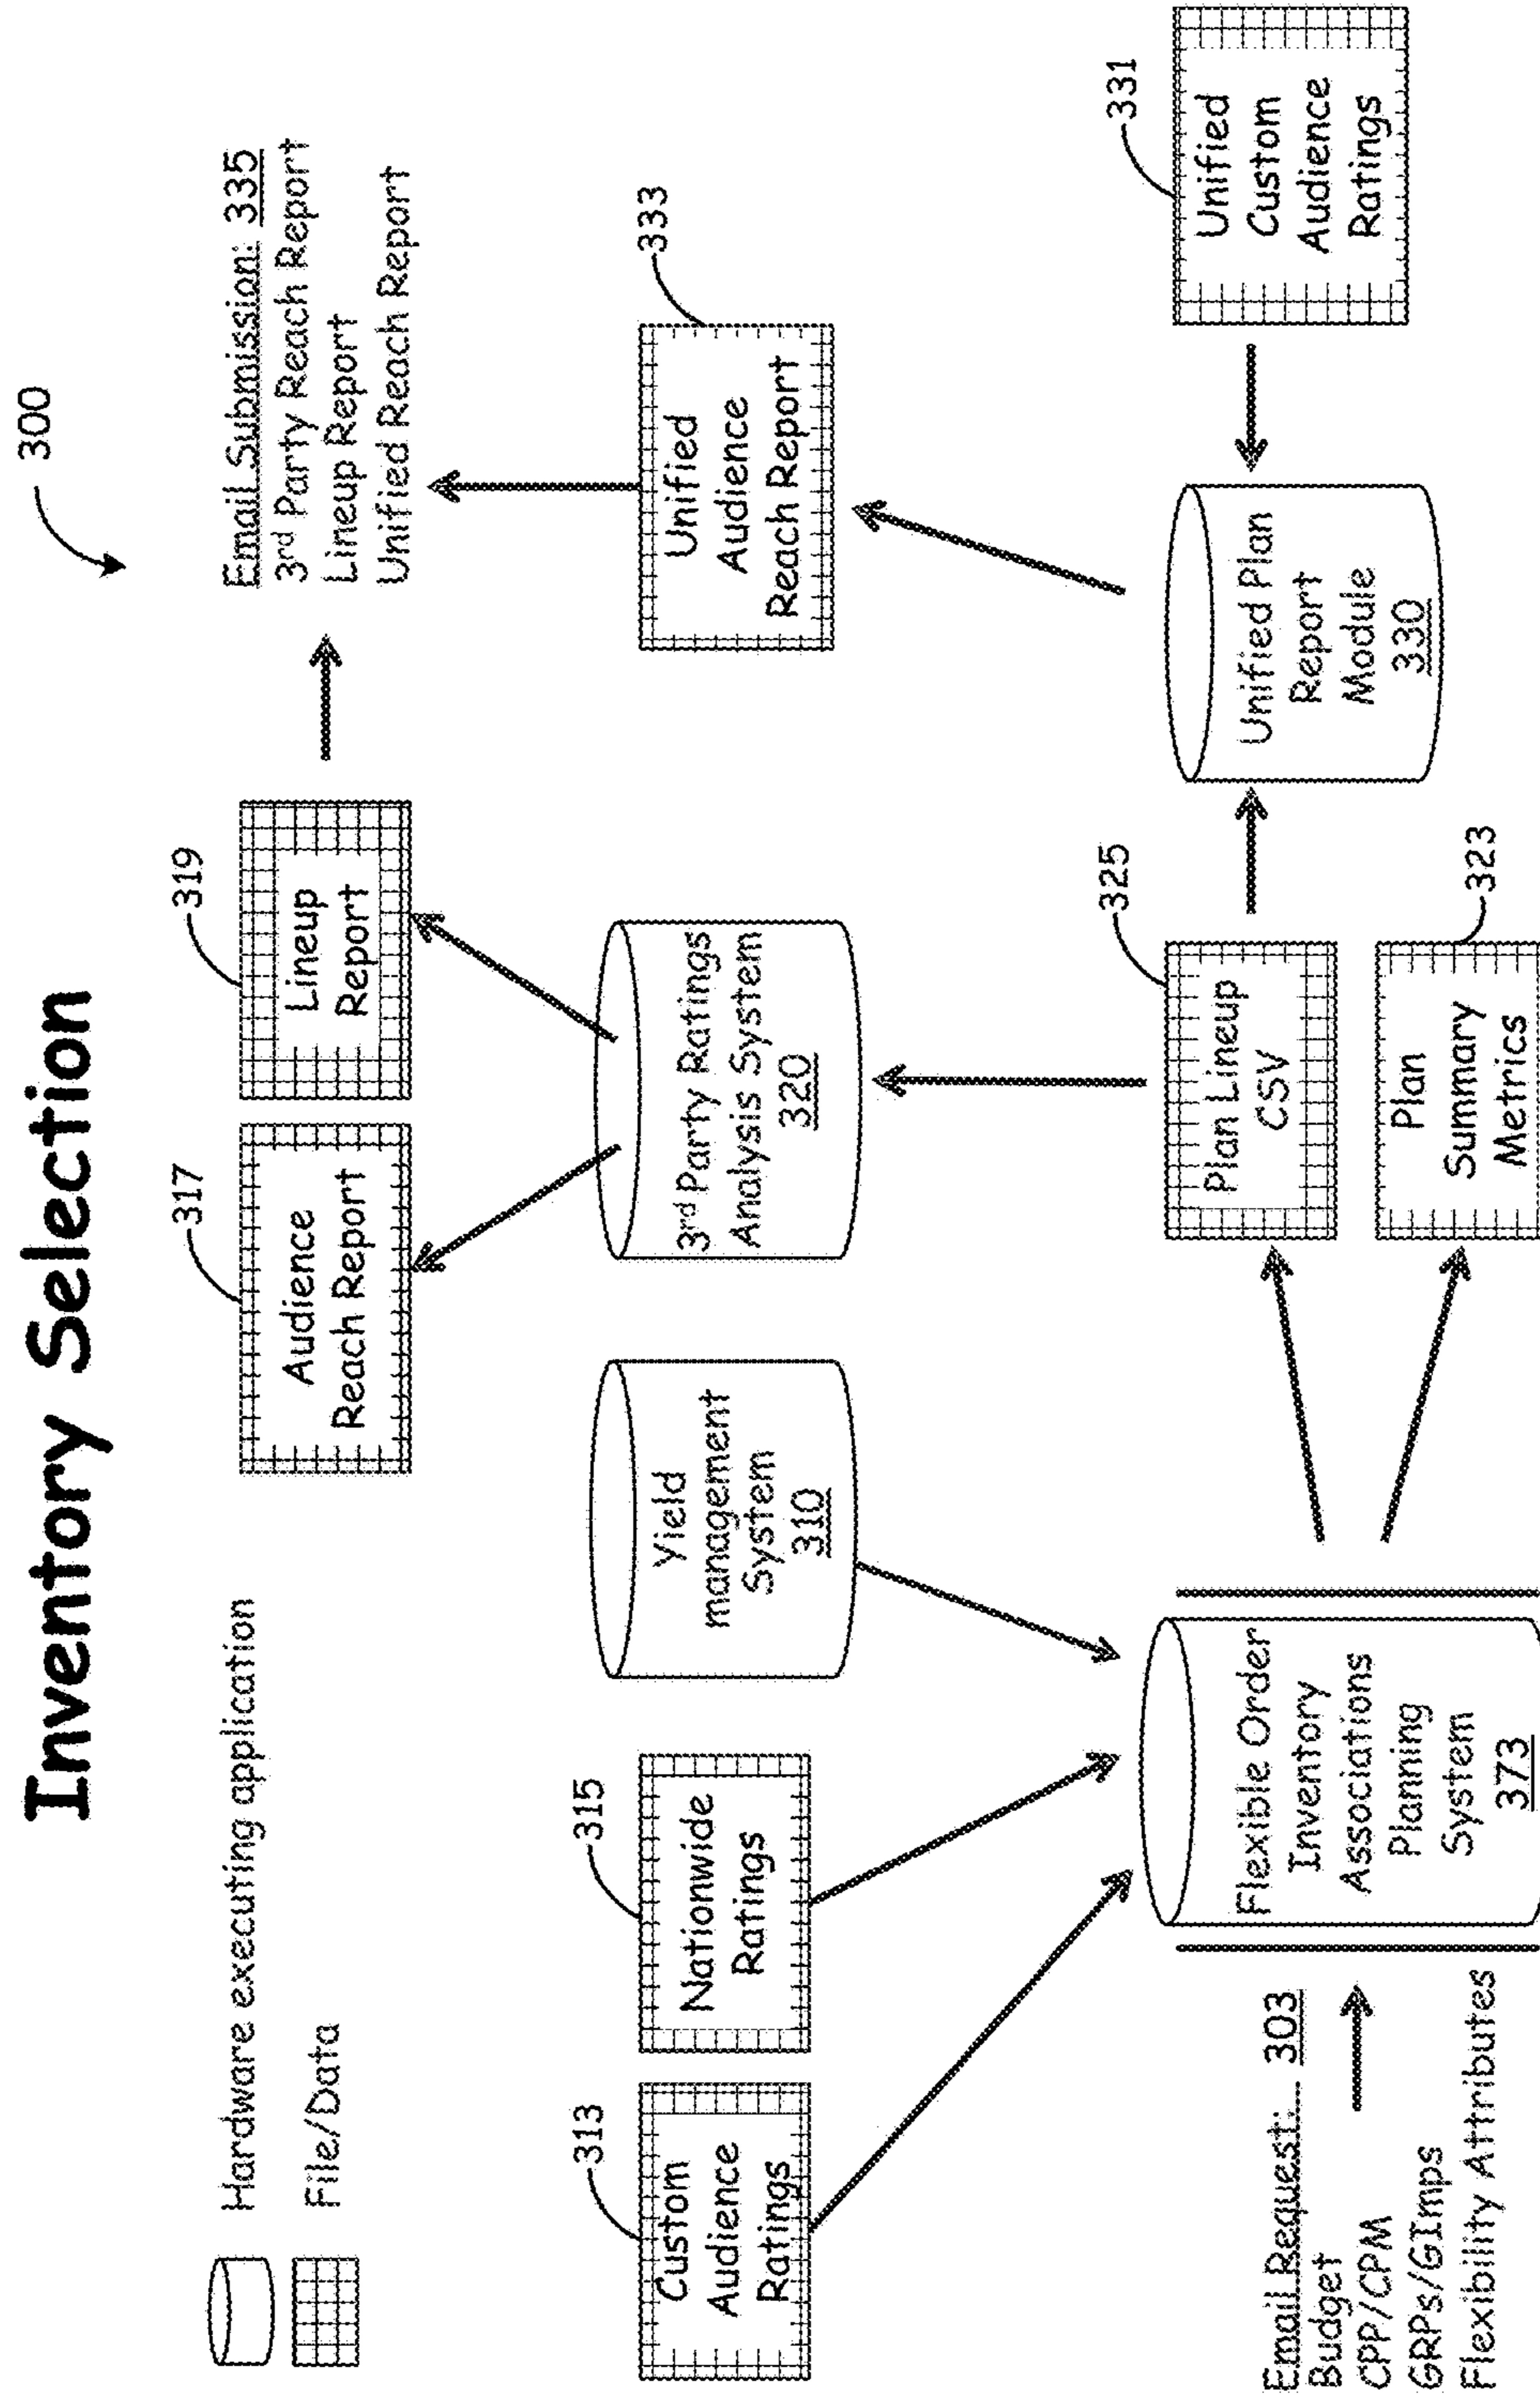 Inventory Selection
300
Hardware executing application
File/Data
317
Audience
Reach Report
319
Lineup
Report
Email Submission: 335
3rd Party Reach Report
Lineup Report
Unified Reach Report
313
Custom
Audience
Ratings
315
Nationwide
Ratings
Yield
management
System
310
3rd Party Ratings
Analysis System
320
333
Unified
Audience
Reach Report
Email Request: 303
Budget
CPP/CPM
GRPs/GImps
Flexibility Attributes
Flexible Order
Inventory
Associations
Planning
System
373
325
Plan Lineup
CSV
323
Plan
Summary
Metrics
Unified Plan
Report
Module
330
331
Unified
Custom
Audience
Ratings